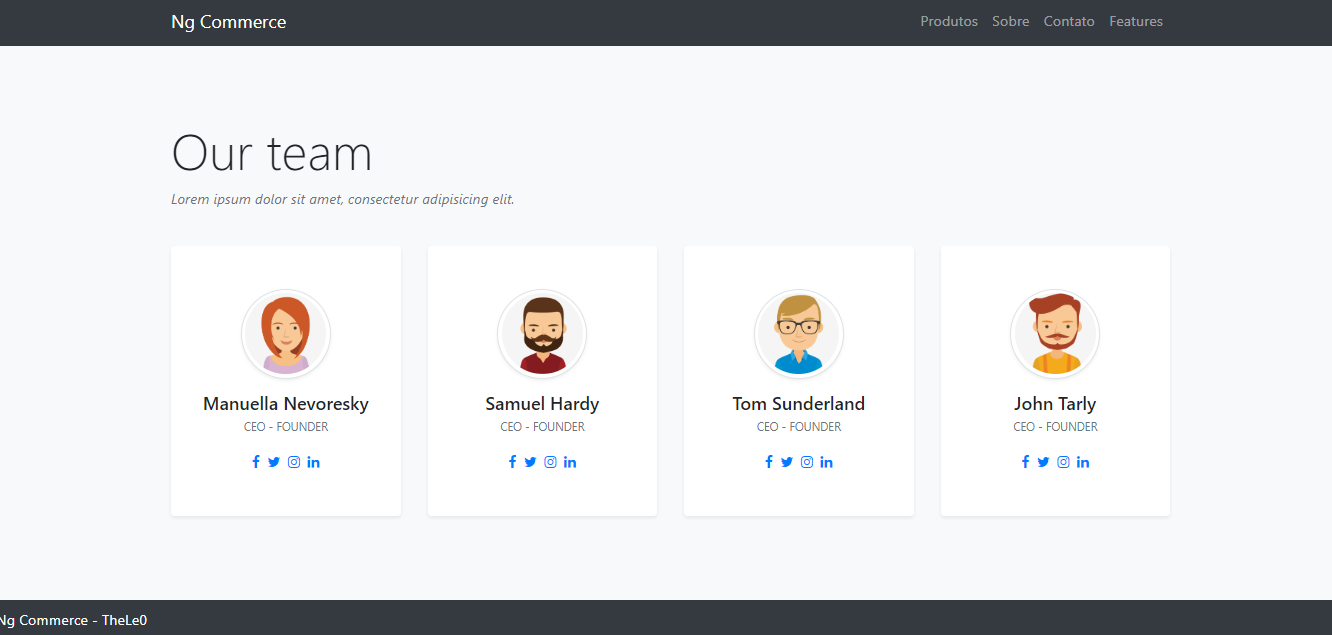 Ng Commerce
Produtos Sobre Contato Features
Our team
Lorem ipsum dolor sit amet, consectetur adipisicing elit.
Manuella Nevoresky
CEO - FOUNDER
Samuel Hardy
CEO - FOUNDER
Tom Sunderland
CEO - FOUNDER
John Tarly
CEO - FOUNDER
Ng Commerce - TheLe0